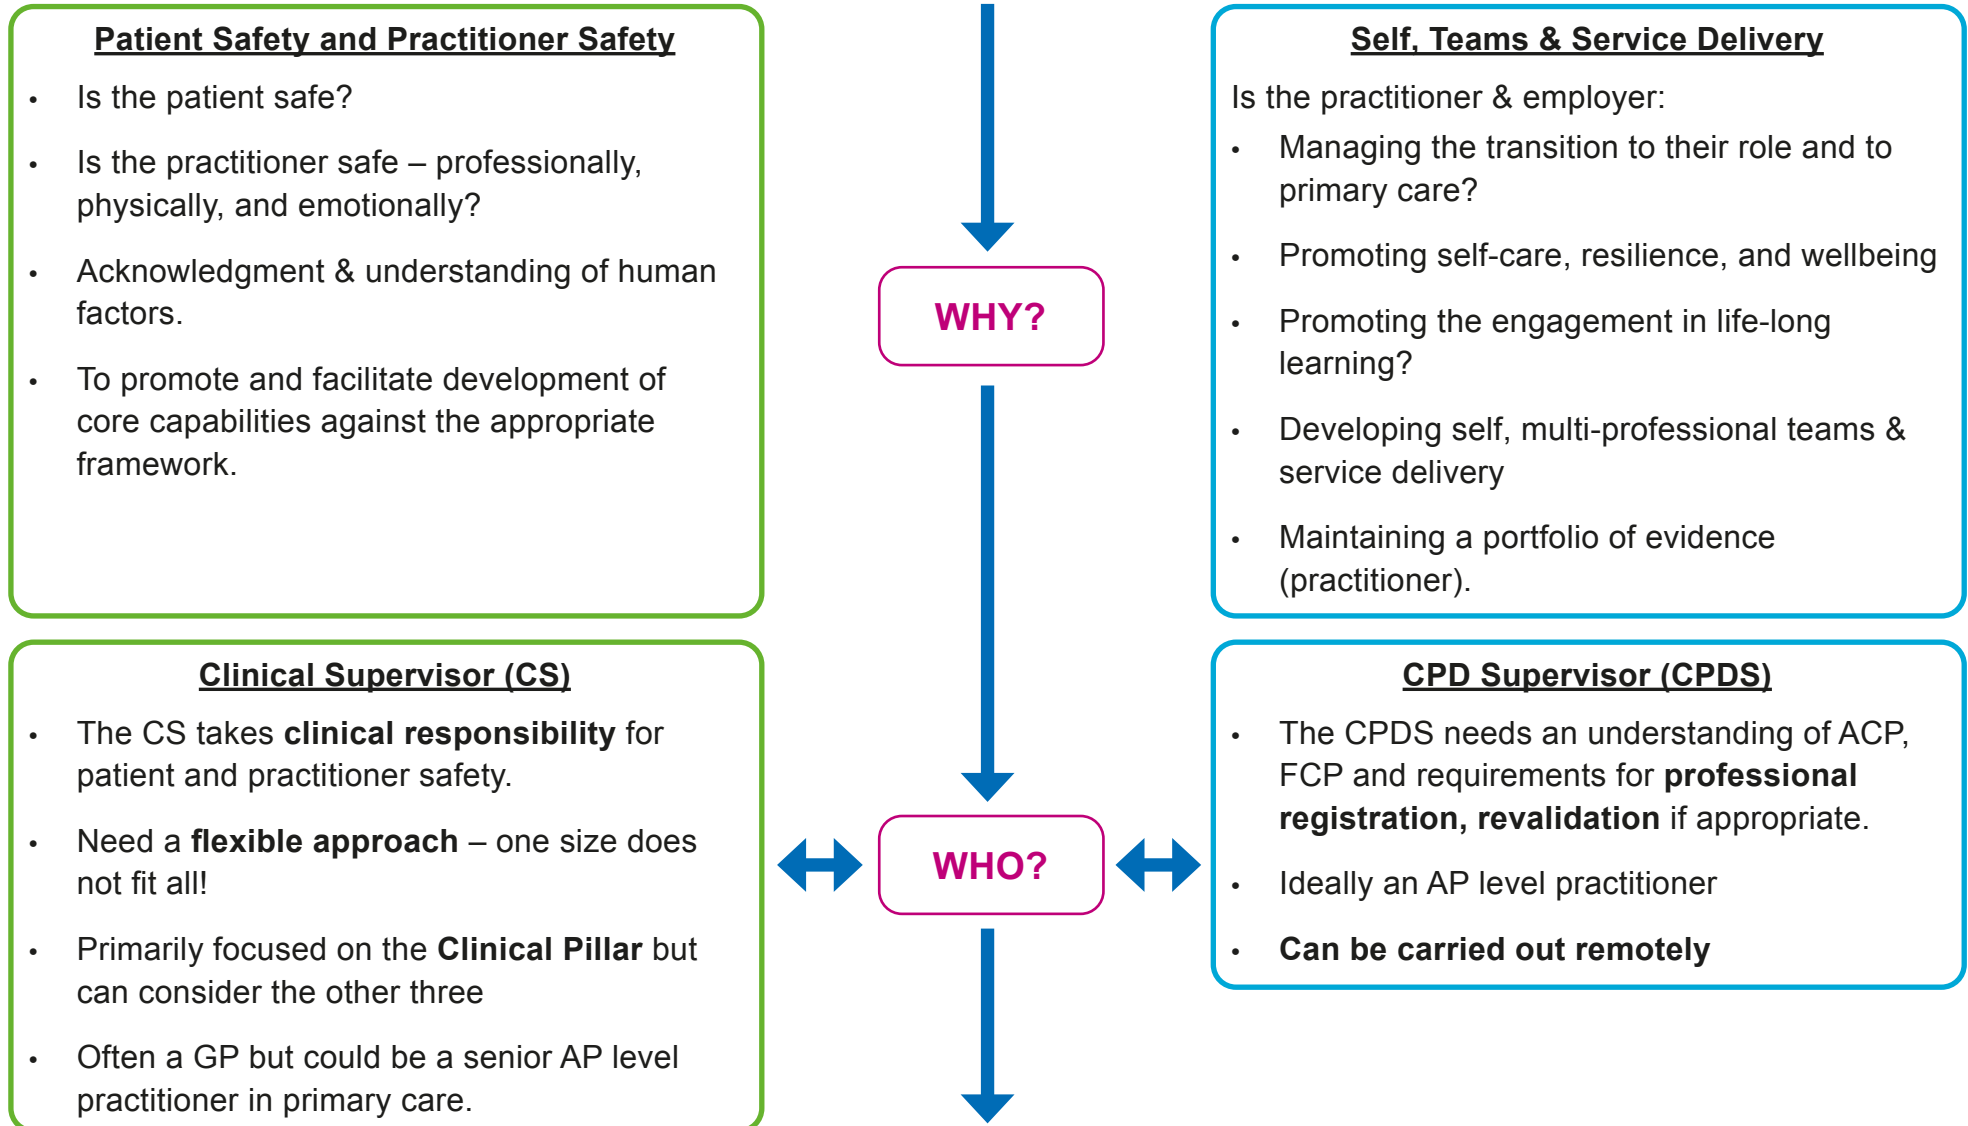 Patient Safety and Practitioner Safety
• Is the patient safe?
• Is the practitioner safe – professionally,
physically, and emotionally?
• Acknowledgment & understanding of human
factors.
• To promote and facilitate development of
core capabilities against the appropriate
framework.
WHY?
Self, Teams & Service Delivery
Is the practitioner & employer:
• Managing the transition to their role and to
primary care?
• Promoting self-care, resilience, and wellbeing
• Promoting the engagement in life-long
learning?
• Developing self, multi-professional teams &
service delivery
• Maintaining a portfolio of evidence
(practitioner).
Clinical Supervisor (CS)
• The CS takes clinical responsibility for
patient and practitioner safety.
• Need a flexible approach – one size does
not fit all!
• Primarily focused on the Clinical Pillar but
can consider the other three
• Often a GP but could be a senior AP level
practitioner in primary care.
WHO?
CPD Supervisor (CPDS)
• The CPDS needs an understanding of ACP,
FCP and requirements for professional
registration, revalidation if appropriate.
• Ideally an AP level practitioner
• Can be carried out remotely